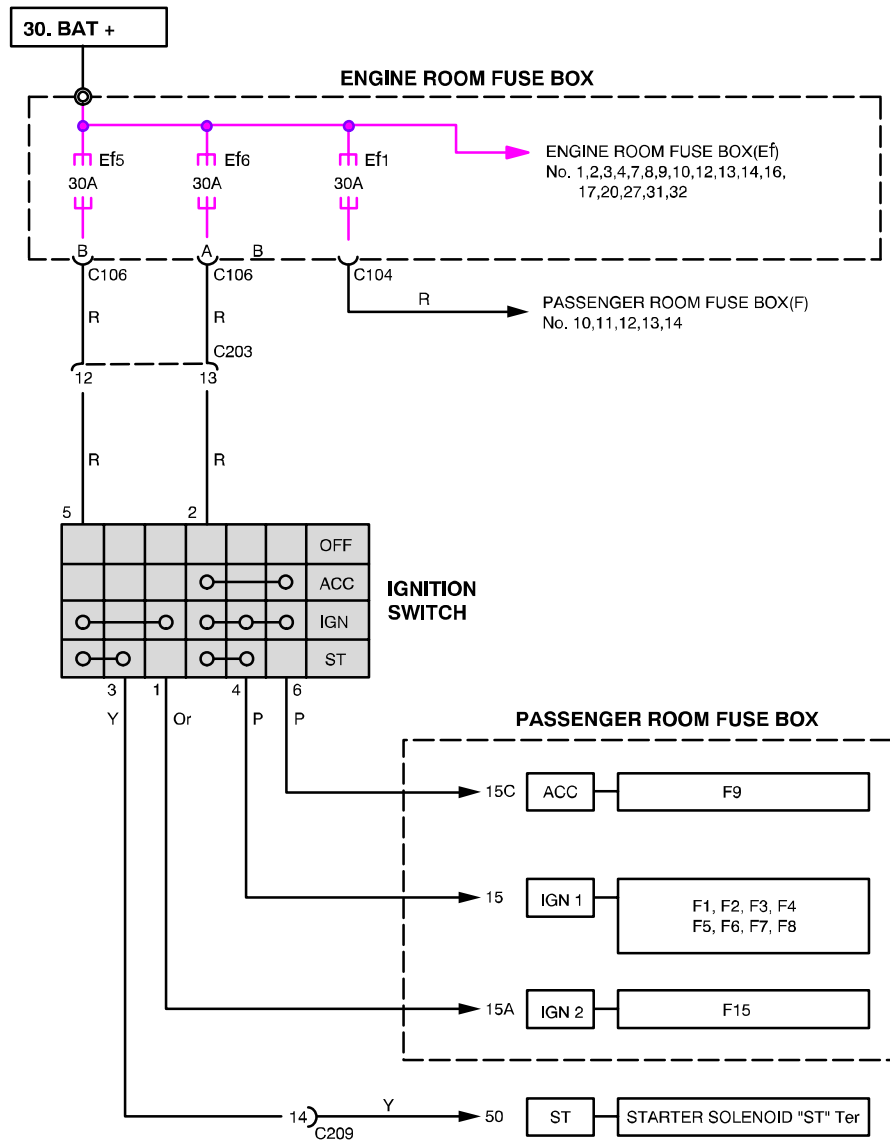 30. BAT +
ENGINE ROOM FUSE BOX
Ef5
Ef6
Ef1
30A
30A
30A
ENGINE ROOM FUSE BOX(Ef)
No. 1,2,3,4,7,8,9,10,12,13,14,16,
17,20,27,31,32
B
A
B
C106
C106
C104
R
R
R
PASSENGER ROOM FUSE BOX(F)
No. 10,11,12,13,14
C203
12
13
R
R
5
2
OFF
ACC
IGN
ST
IGNITION
SWITCH
3
1
4
6
Y
Or
P
P
PASSENGER ROOM FUSE BOX
15C
ACC
F9
15
IGN 1
F1, F2, F3, F4
F5, F6, F7, F8
15A
IGN 2
F15
14
Y
C209
50
ST
STARTER SOLENOID "ST" Ter